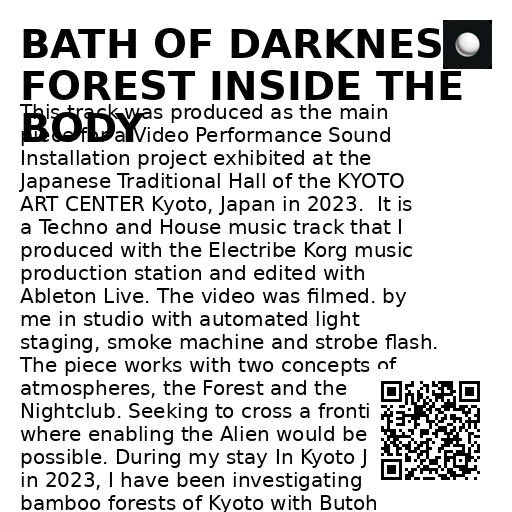 BATH OF DARKNES
FOREST INSIDE THE
BODY
This track was produced as the main
piece for a Video Performance Sound
Installation project exhibited at the
Japanese Traditional Hall of the KYOTO
ART CENTER Kyoto, Japan in 2023.  It is
a Techno and House music track that I
produced with the Electribe Korg music
production station and edited with
Ableton Live. The video was filmed. by
me in studio with automated light
staging, smoke machine and strobe flash.
The piece works with two concepts of
atmospheres, the Forest and the
Nightclub. Seeking to cross a fronti
where enabling the Alien would be
possible. During my stay In Kyoto J
in 2023, I have been investigating
bamboo forests of Kyoto with Butoh